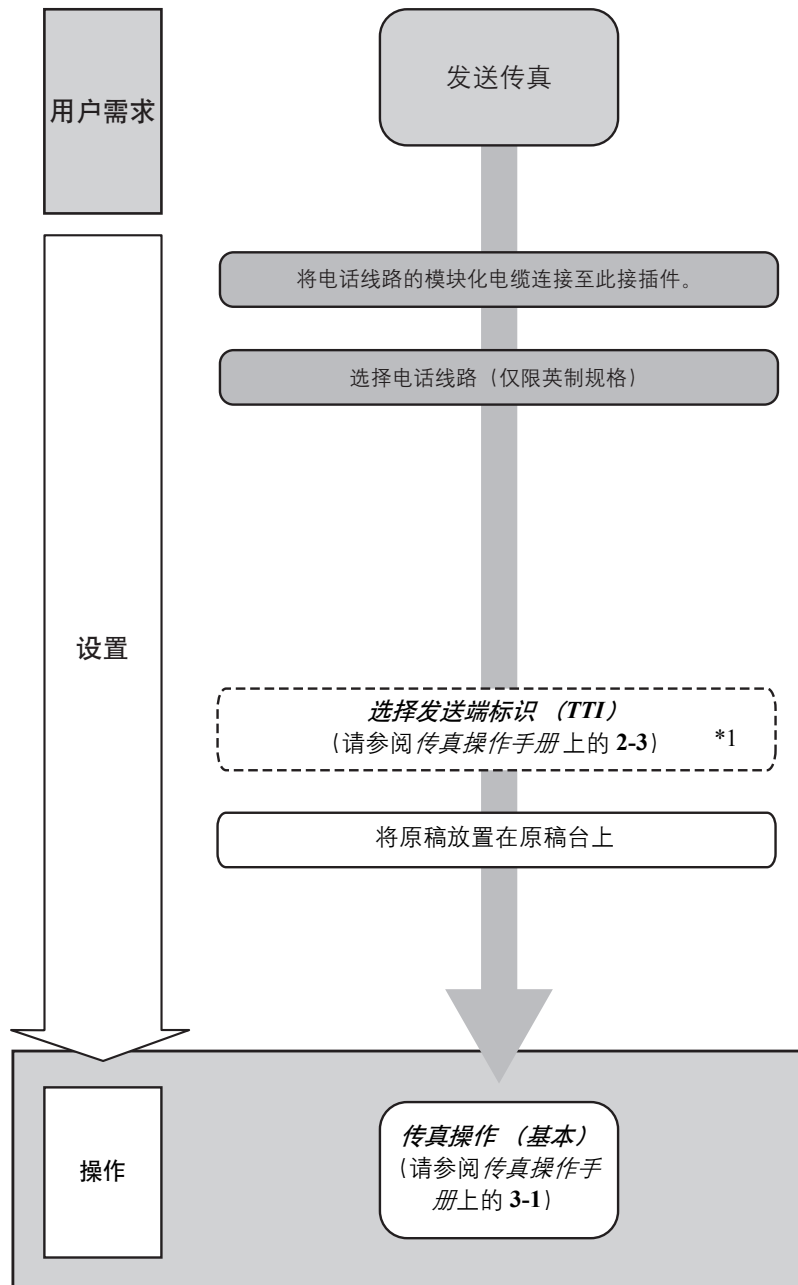 用户需求
发送传真
将电话线路的模块化电缆连接至此接插件。
选择电话线路（仅限英制规格）
设置
选择发送端标识 （TTI）
（请参阅传真操作手册 上的 2-3） *1
将原稿放置在原稿台上
操作
传真操作 （基本）
（请参阅传真操作手
册上的 3-1）